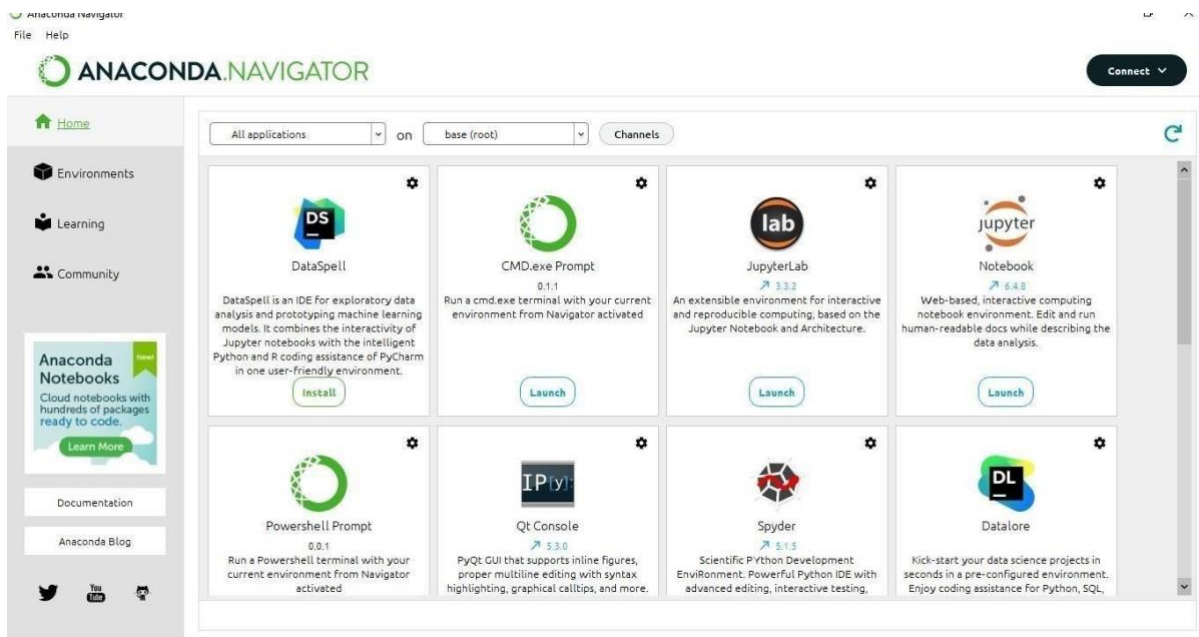 Anaconda Navigator
File Help
ANACONDA.NAVIGATOR
Connect
Home
Environments
Learning
Community
Anaconda
Notebooks
New!
Cloud notebooks with
hundreds of packages
ready to code.
Learn More
Documentation
Anaconda Blog
You
Tube
All applications on base (root) Channels
DS
DataSpell
DataSpell is an IDE for exploratory data
analysis and prototyping machine learning
models. It combines the interactivity of
Jupyter notebooks with the intelligent
Python and R coding assistance of PyCharm
in one user-friendly environment.
Install
CMD.exe Prompt
0.1.1
Run a cmd.exe terminal with your current
environment from Navigator activated
Launch
lab
JupyterLab
3.3.2
An extensible environment for interactive
and reproducible computing, based on the
Jupyter Notebook and Architecture.
Launch
jupyter
Notebook
6.4.8
Web-based, interactive computing
notebook environment. Edit and run
human-readable docs while describing the
data analysis.
Launch
Powershell Prompt
0.0.1
Run a Powershell terminal with your
current environment from Navigator
activated
IP[y]:
Qt Console
5.3.0
PyQt GUI that supports inline figures,
proper multiline editing with syntax
highlighting, graphical calltips, and more.
Spyder
5.1.5
Scientific PYthon Development
EnviRonment. Powerful Python IDE with
advanced editing, interactive testing,
DL
Datalore
Kick-start your data science projects in
seconds in a pre-configured environment.
Enjoy coding assistance for Python, SQL,